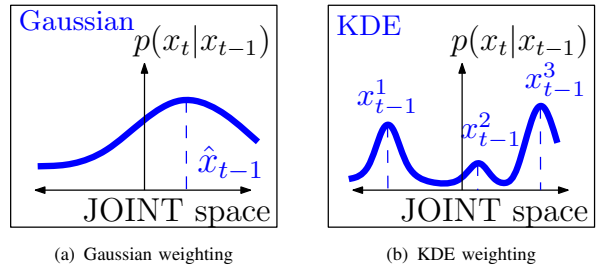 Gaussian
p(x_t|x_{t-1})
x̂_{t-1}
JOINT space
(a) Gaussian weighting
KDE
p(x_t|x_{t-1})
x^1_{t-1}
x^2_{t-1}
x^3_{t-1}
JOINT space
(b) KDE weighting